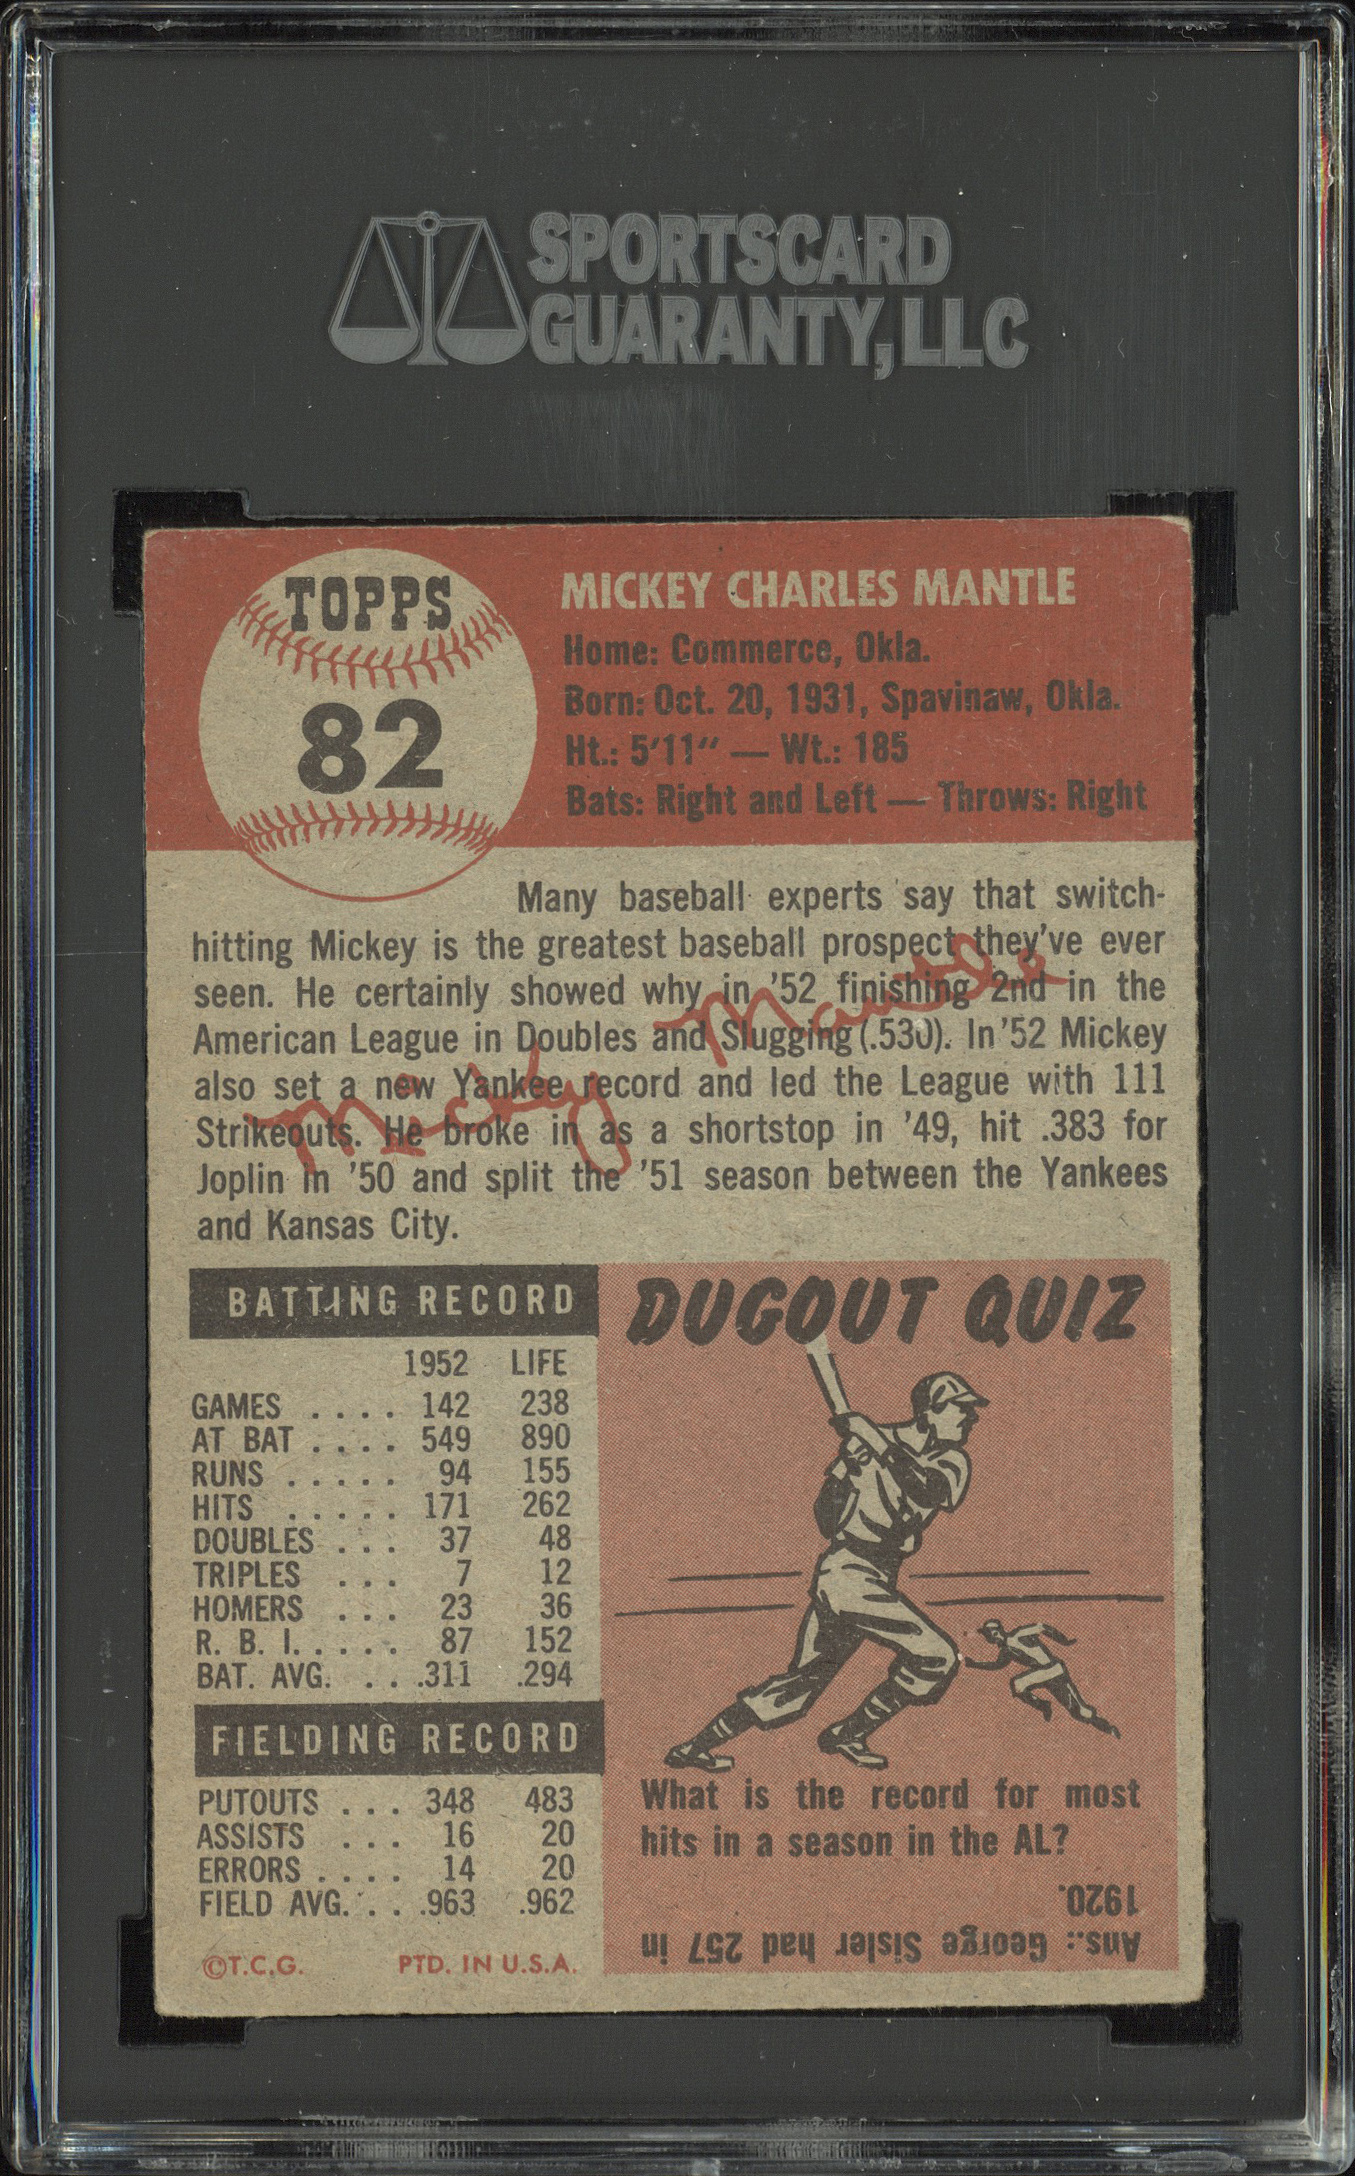 SPORTSCARD
GUARANTY, LLC
TOPPS
82
MICKEY CHARLES MANTLE
Home: Commerce, Okla.
Born: Oct. 20, 1931, Spavinaw, Okla.
Ht.: 5'11" — Wt.: 185
Bats: Right and Left — Throws: Right
Many baseball experts say that switch-
hitting Mickey is the greatest baseball prospect they've ever
seen. He certainly showed why in '52 finishing 2nd in the
American League in Doubles and Slugging (.530). In '52 Mickey
also set a new Yankee record and led the League with 111
Strikeouts. He broke in as a shortstop in '49, hit .383 for
Joplin in '50 and split the '51 season between the Yankees
and Kansas City.
Micky Mantle
BATTING RECORD
1952 LIFE
GAMES . . . . 142 238
AT BAT . . . . 549 890
RUNS . . . . . 94 155
HITS . . . . . 171 262
DOUBLES . . . 37 48
TRIPLES . . . 7 12
HOMERS . . . 23 36
R. B. I. . . . . 87 152
BAT. AVG. . . .311 .294
FIELDING RECORD
PUTOUTS . . . 348 483
ASSISTS . . . 16 20
ERRORS . . . . 14 20
FIELD AVG. . . .963 .962
©T.C.G. PTD. IN U.S.A.
DUGOUT QUIZ
What is the record for most
hits in a season in the AL?
Ans.: George Sisler had 257 in
1920.